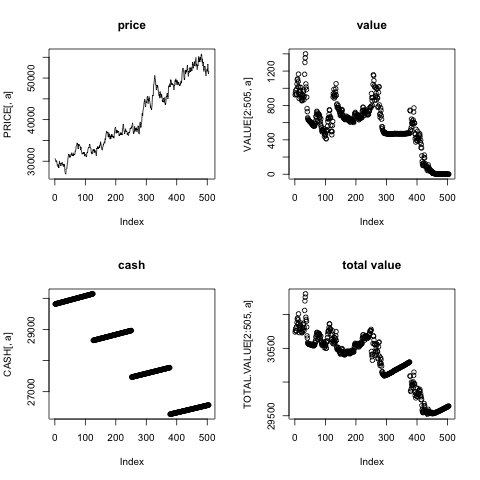 price
PRICE[, a]
30000 40000 50000
0 100 200 300 400 500
Index
value
VALUE[2:505, a]
0 400 800 1200
0 100 200 300 400 500
Index
cash
CASH[, a]
27000 29000
0 100 200 300 400 500
Index
total value
TOTAL.VALUE[2:505, a]
29500 30500
0 100 200 300 400 500
Index